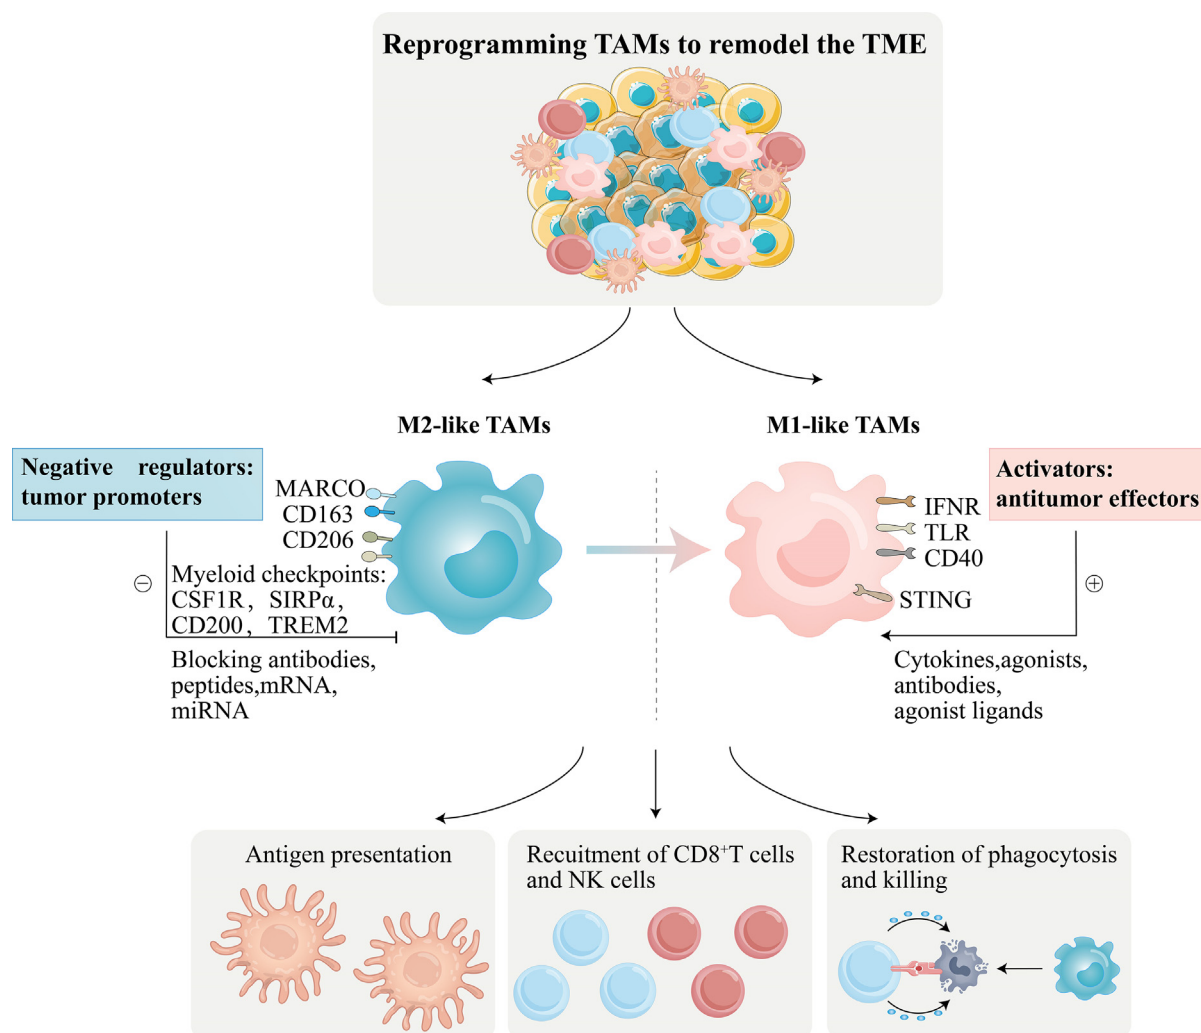 Reprogramming TAMs to remodel the TME
M2-like TAMs
M1-like TAMs
Negative regulators:
tumor promoters
MARCO
CD163
CD206
Myeloid checkpoints:
CSF1R, SIRPα,
CD200, TREM2
Blocking antibodies,
peptides,mRNA,
miRNA
Activators:
antitumor effectors
IFNR
TLR
CD40
STING
Cytokines,agonists,
antibodies,
agonist ligands
Antigen presentation
Recuitment of CD8⁺T cells
and NK cells
Restoration of phagocytosis
and killing